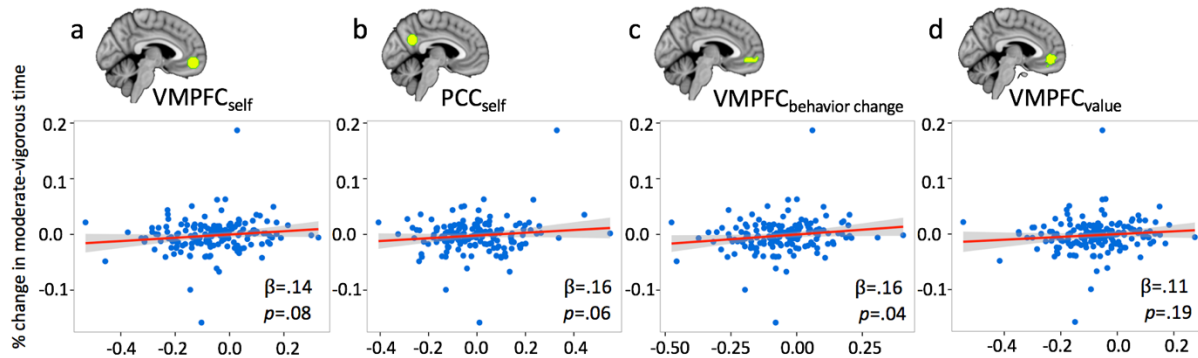 a
b
c
d
VMPFCself
PCCself
VMPFCbehavior change
VMPFCvalue
% change in moderate-vigorous time
0.2
0.1
0.0
-0.1
β=.14
p=.08
-0.4 -0.2 0.0 0.2
0.2
0.1
0.0
-0.1
β=.16
p=.06
-0.4 -0.2 0.0 0.2 0.4
0.2
0.1
0.0
-0.1
β=.16
p=.04
-0.50 -0.25 0.00 0.25
0.2
0.1
0.0
-0.1
β=.11
p=.19
-0.4 -0.2 0.0 0.2